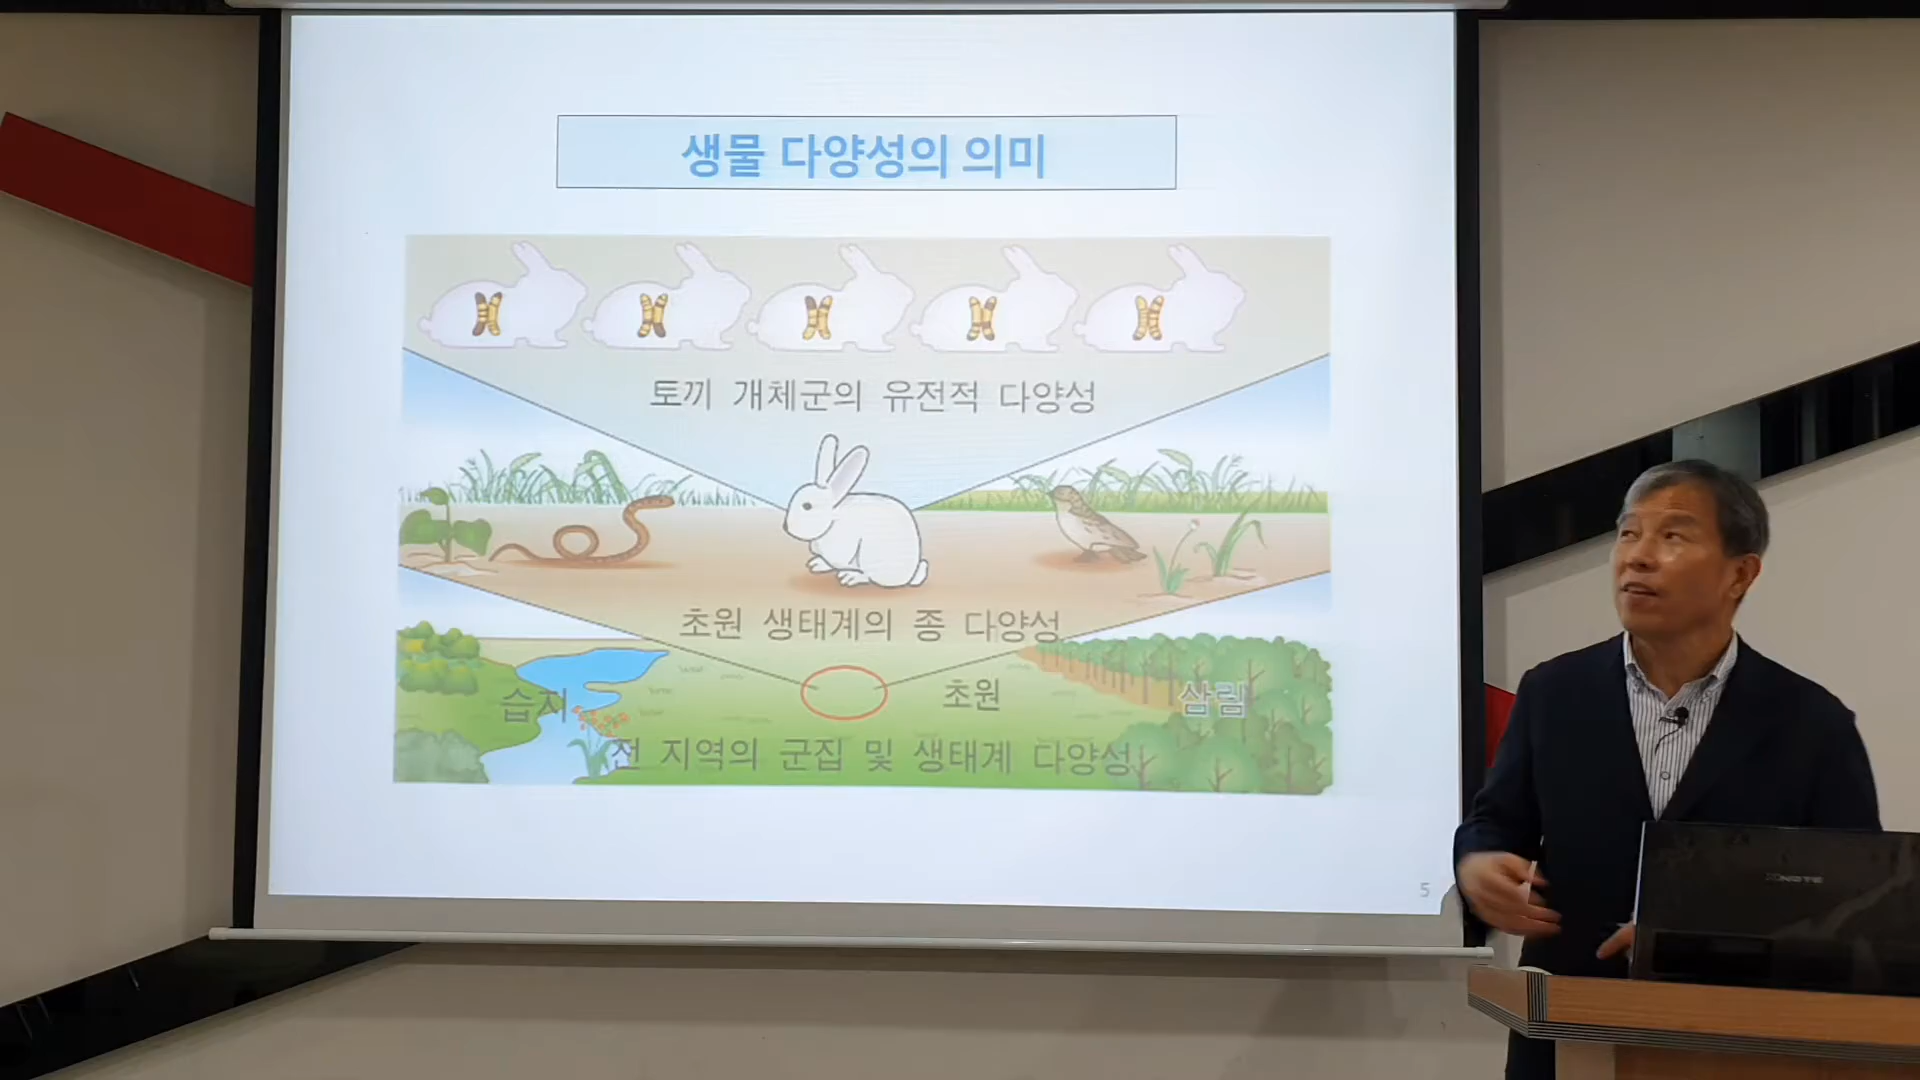 생물 다양성의 의미
토끼 개체군의 유전적 다양성
초원 생태계의 종 다양성
습지
초원
삼림
전 지역의 군집 및 생태계 다양성
5
XNOTE